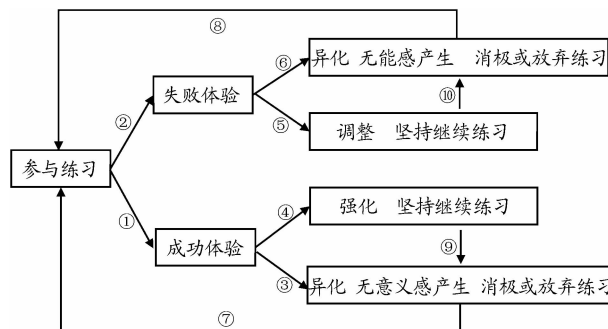 ⑧
异化 无能感产生 消极或放弃练习
⑥
失败体验
⑩
②
⑤
调整 坚持继续练习
参与练习
①
④
强化 坚持继续练习
成功体验
⑨
③
异化 无意义感产生 消极或放弃练习
⑦